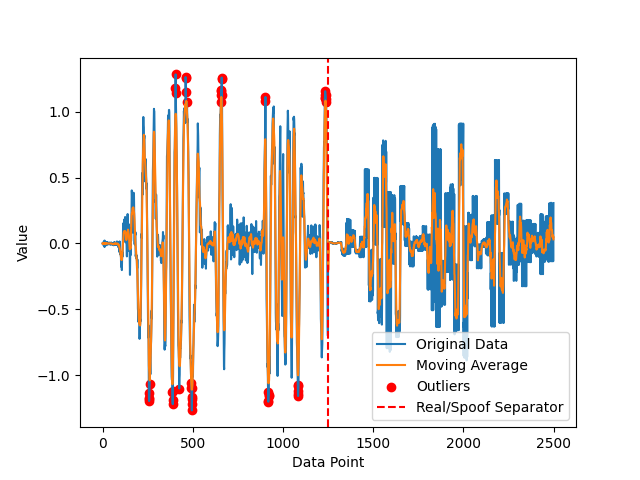 1.0
0.5
0.0
−0.5
−1.0
Value
0 500 1000 1500 2000 2500
Data Point
Original Data
Moving Average
Outliers
Real/Spoof Separator